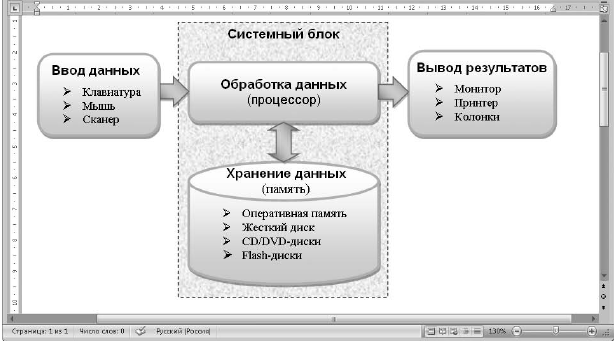 Системный блок
Ввод данных
➢ Клавиатура
➢ Мышь
➢ Сканер
Обработка данных
(процессор)
Вывод результатов
➢ Монитор
➢ Принтер
➢ Колонки
Хранение данных
(память)
➢ Оперативная память
➢ Жесткий диск
➢ CD/DVD-диски
➢ Flash-диски
Страница: 1 из 1 Число слов: 0 Русский (Россия) 130%